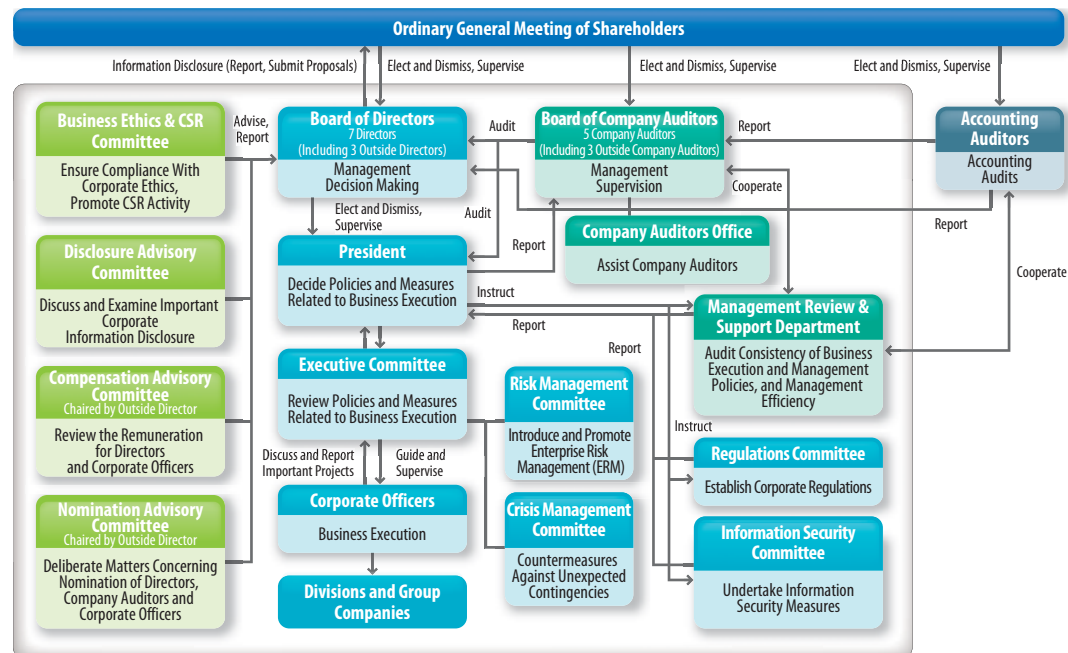 Ordinary General Meeting of Shareholders
Information Disclosure (Report, Submit Proposals)
Elect and Dismiss, Supervise
Elect and Dismiss, Supervise
Elect and Dismiss, Supervise
Business Ethics & CSR
Committee
Ensure Compliance With
Corporate Ethics,
Promote CSR Activity
Advise,
Report
Board of Directors
7 Directors
(Including 3 Outside Directors)
Management
Decision Making
Audit
Board of Company Auditors
5 Company Auditors
(Including 3 Outside Company Auditors)
Management
Supervision
Report
Accounting
Auditors
Accounting
Audits
Cooperate
Elect and Dismiss,
Supervise
Audit
Report
Report
Cooperate
Company Auditors Office
Assist Company Auditors
Disclosure Advisory
Committee
Discuss and Examine Important
Corporate
Information Disclosure
President
Decide Policies and Measures
Related to Business Execution
Instruct
Report
Report
Management Review &
Support Department
Audit Consistency of Business
Execution and Management
Policies, and Management
Efficiency
Compensation Advisory
Committee
Chaired by Outside Director
Review the Remuneration
for Directors
and Corporate Officers
Executive Committee
Review Policies and Measures
Related to Business Execution
Risk Management
Committee
Introduce and Promote
Enterprise Risk
Management (ERM)
Instruct
Discuss and Report
Important Projects
Guide and
Supervise
Regulations Committee
Establish Corporate Regulations
Nomination Advisory
Committee
Chaired by Outside Director
Deliberate Matters Concerning
Nomination of Directors,
Company Auditors and
Corporate Officers
Corporate Officers
Business Execution
Crisis Management
Committee
Countermeasures
Against Unexpected
Contingencies
Information Security
Committee
Undertake Information
Security Measures
Divisions and Group
Companies